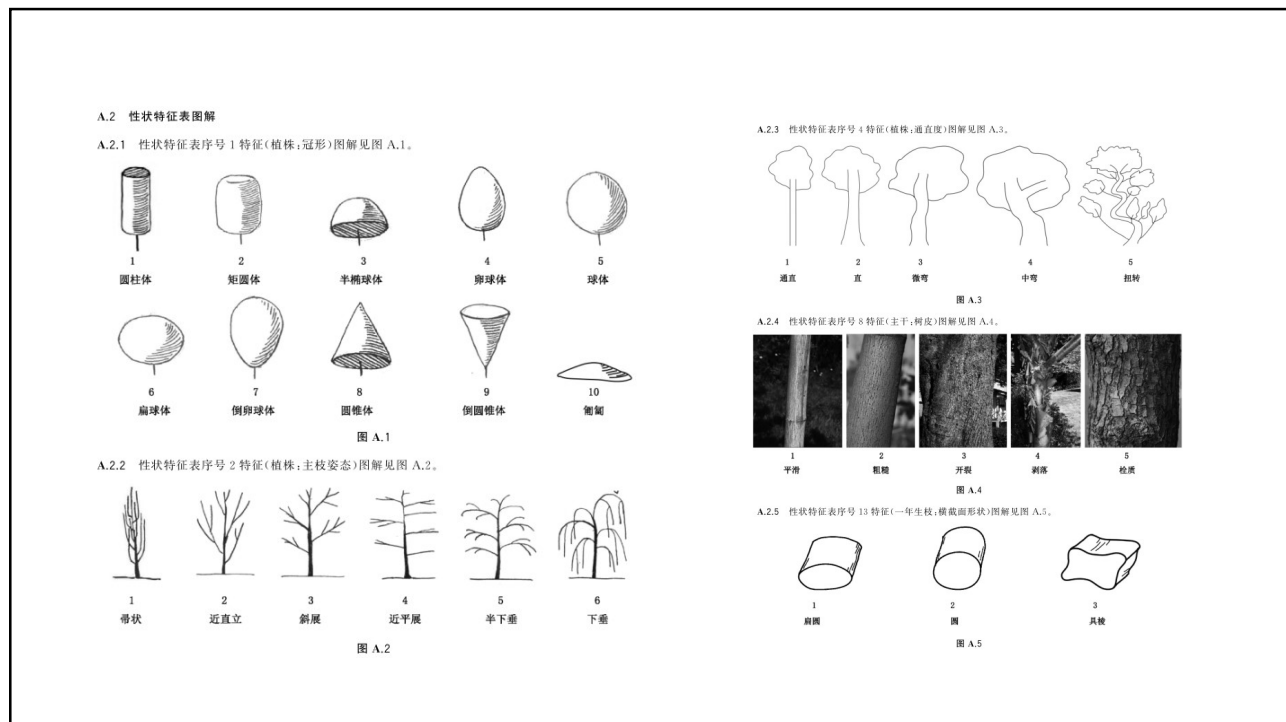 A.2 性状特征表图解
A.2.1 性状特征表序号 1 特征(植株:冠形)图解见图 A.1。
1 2 3 4 5
圆柱体 矩圆体 半椭球体 卵球体 球体
6 7 8 9 10
扁球体 倒卵球体 圆锥体 倒圆锥体 匍匐
图 A.1
A.2.2 性状特征表序号 2 特征(植株:主枝姿态)图解见图 A.2。
1 2 3 4 5 6
帚状 近直立 斜展 近平展 半下垂 下垂
图 A.2
A.2.3 性状特征表序号 4 特征(植株:通直度)图解见图 A.3。
1 2 3 4 5
通直 直 微弯 中弯 扭转
图 A.3
A.2.4 性状特征表序号 8 特征(主干:树皮)图解见图 A.4。
1 2 3 4 5
平滑 粗糙 开裂 剥落 栓质
图 A.4
A.2.5 性状特征表序号 13 特征(一年生枝:横截面形状)图解见图 A.5。
1 2 3
扁圆 圆 具棱
图 A.5